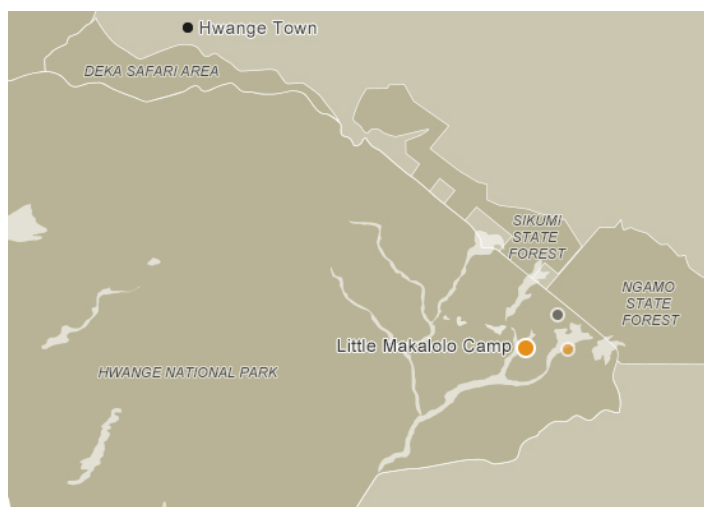 Hwange Town
DEKA SAFARI AREA
SIKUMI
STATE
FOREST
NGAMO
STATE
FOREST
Little Makalolo Camp
HWANGE NATIONAL PARK